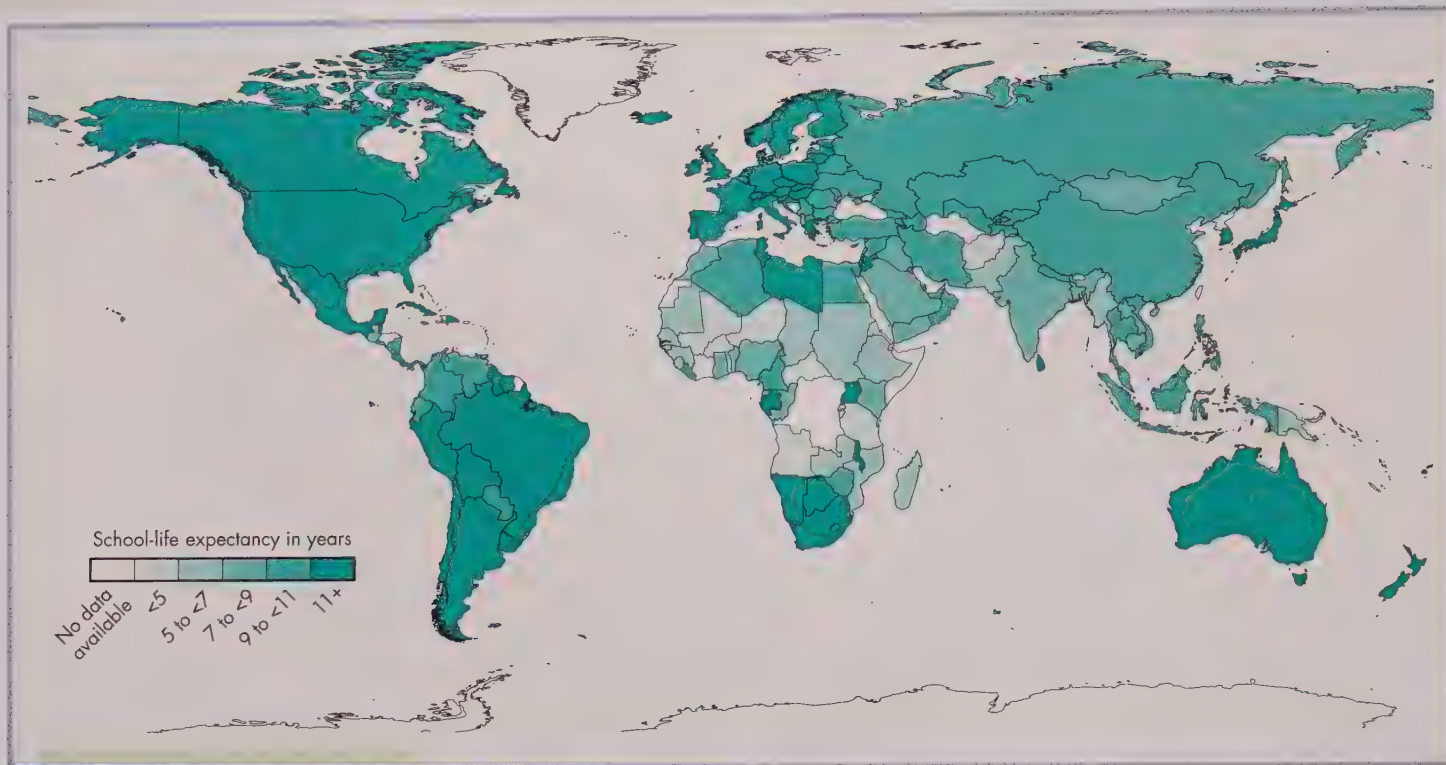 School-life expectancy in years
No data
available
<5
5 to <7
7 to <9
9 to <11
11+